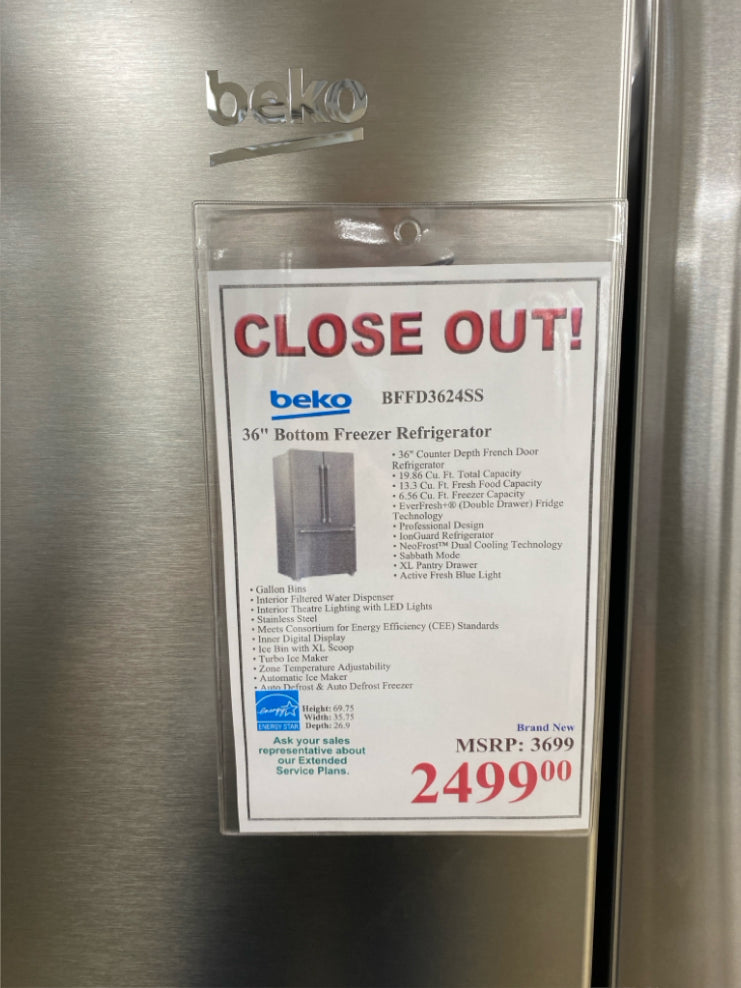 beko
CLOSE OUT!
beko BFFD3624SS
36" Bottom Freezer Refrigerator
• 36" Counter Depth French Door
Refrigerator
• 19.86 Cu. Ft. Total Capacity
• 13.3 Cu. Ft. Fresh Food Capacity
• 6.56 Cu. Ft. Freezer Capacity
• EverFresh+® (Double Drawer) Fridge
Technology
• Professional Design
• IonGuard Refrigerator
• NeoFrost™ Dual Cooling Technology
• Sabbath Mode
• XL Pantry Drawer
• Active Fresh Blue Light
• Gallon Bins
• Interior Filtered Water Dispenser
• Interior Theatre Lighting with LED Lights
• Stainless Steel
• Meets Consortium for Energy Efficiency (CEE) Standards
• Inner Digital Display
• Ice Bin with XL Scoop
• Turbo Ice Maker
• Zone Temperature Adjustability
• Automatic Ice Maker
• Auto Defrost & Auto Defrost Freezer
energy
ENERGY STAR
Height: 69.75
Width: 35.75
Depth: 26.9
Ask your sales
representative about
our Extended
Service Plans.
Brand New
MSRP: 3699
249900